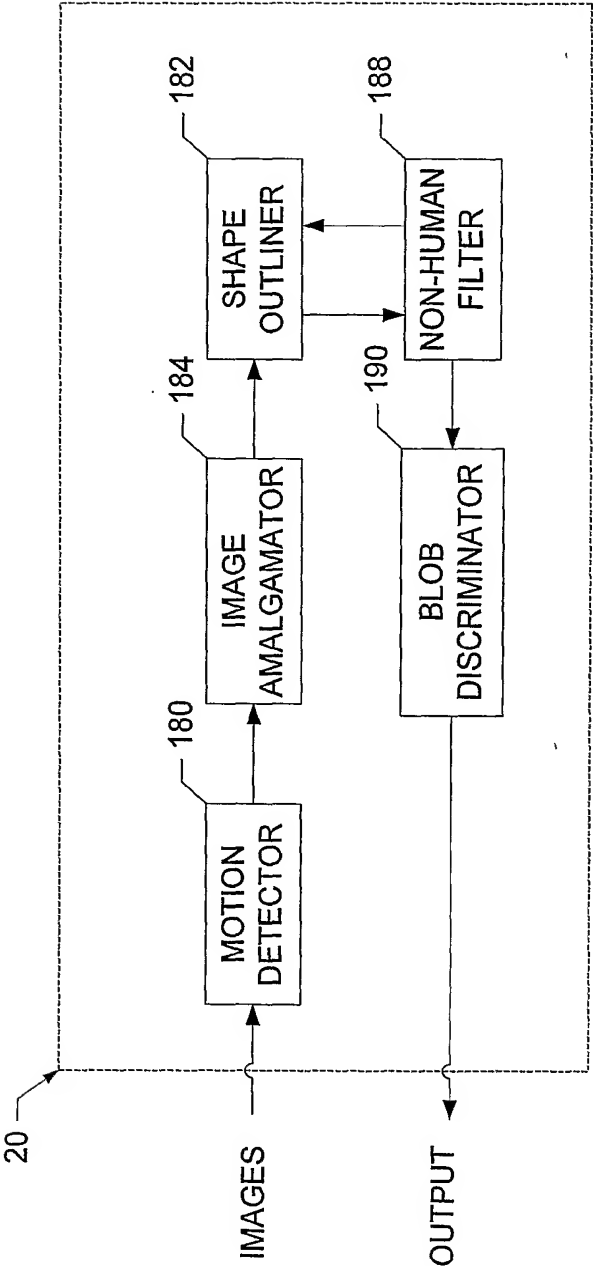 20
IMAGES
180
MOTION
DETECTOR
184
IMAGE
AMALGAMATOR
182
SHAPE
OUTLINER
OUTPUT
190
BLOB
DISCRIMINATOR
188
NON-HUMAN
FILTER